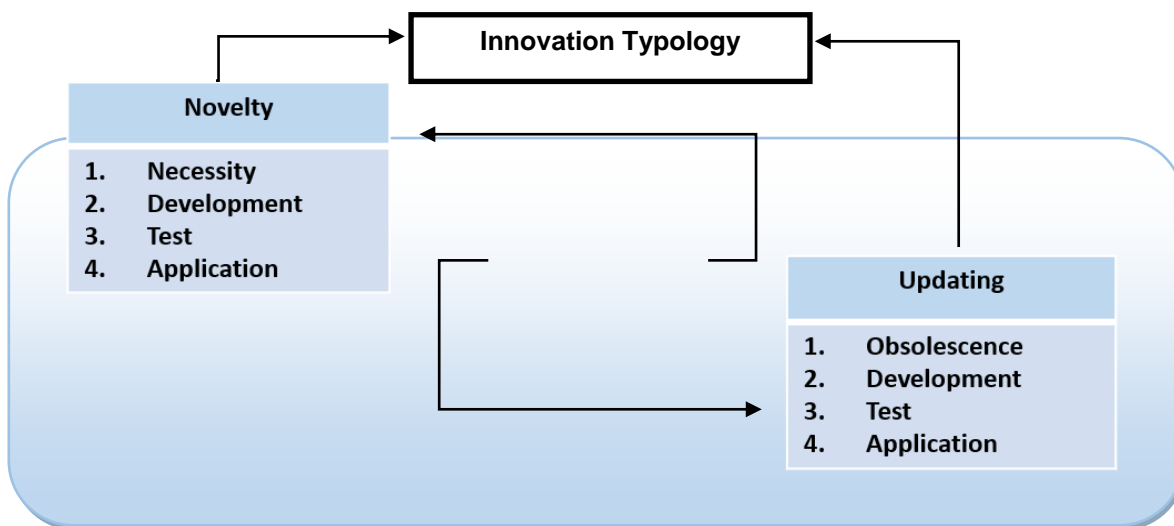 Innovation Typology
Novelty
1. Necessity
2. Development
3. Test
4. Application
Updating
1. Obsolescence
2. Development
3. Test
4. Application